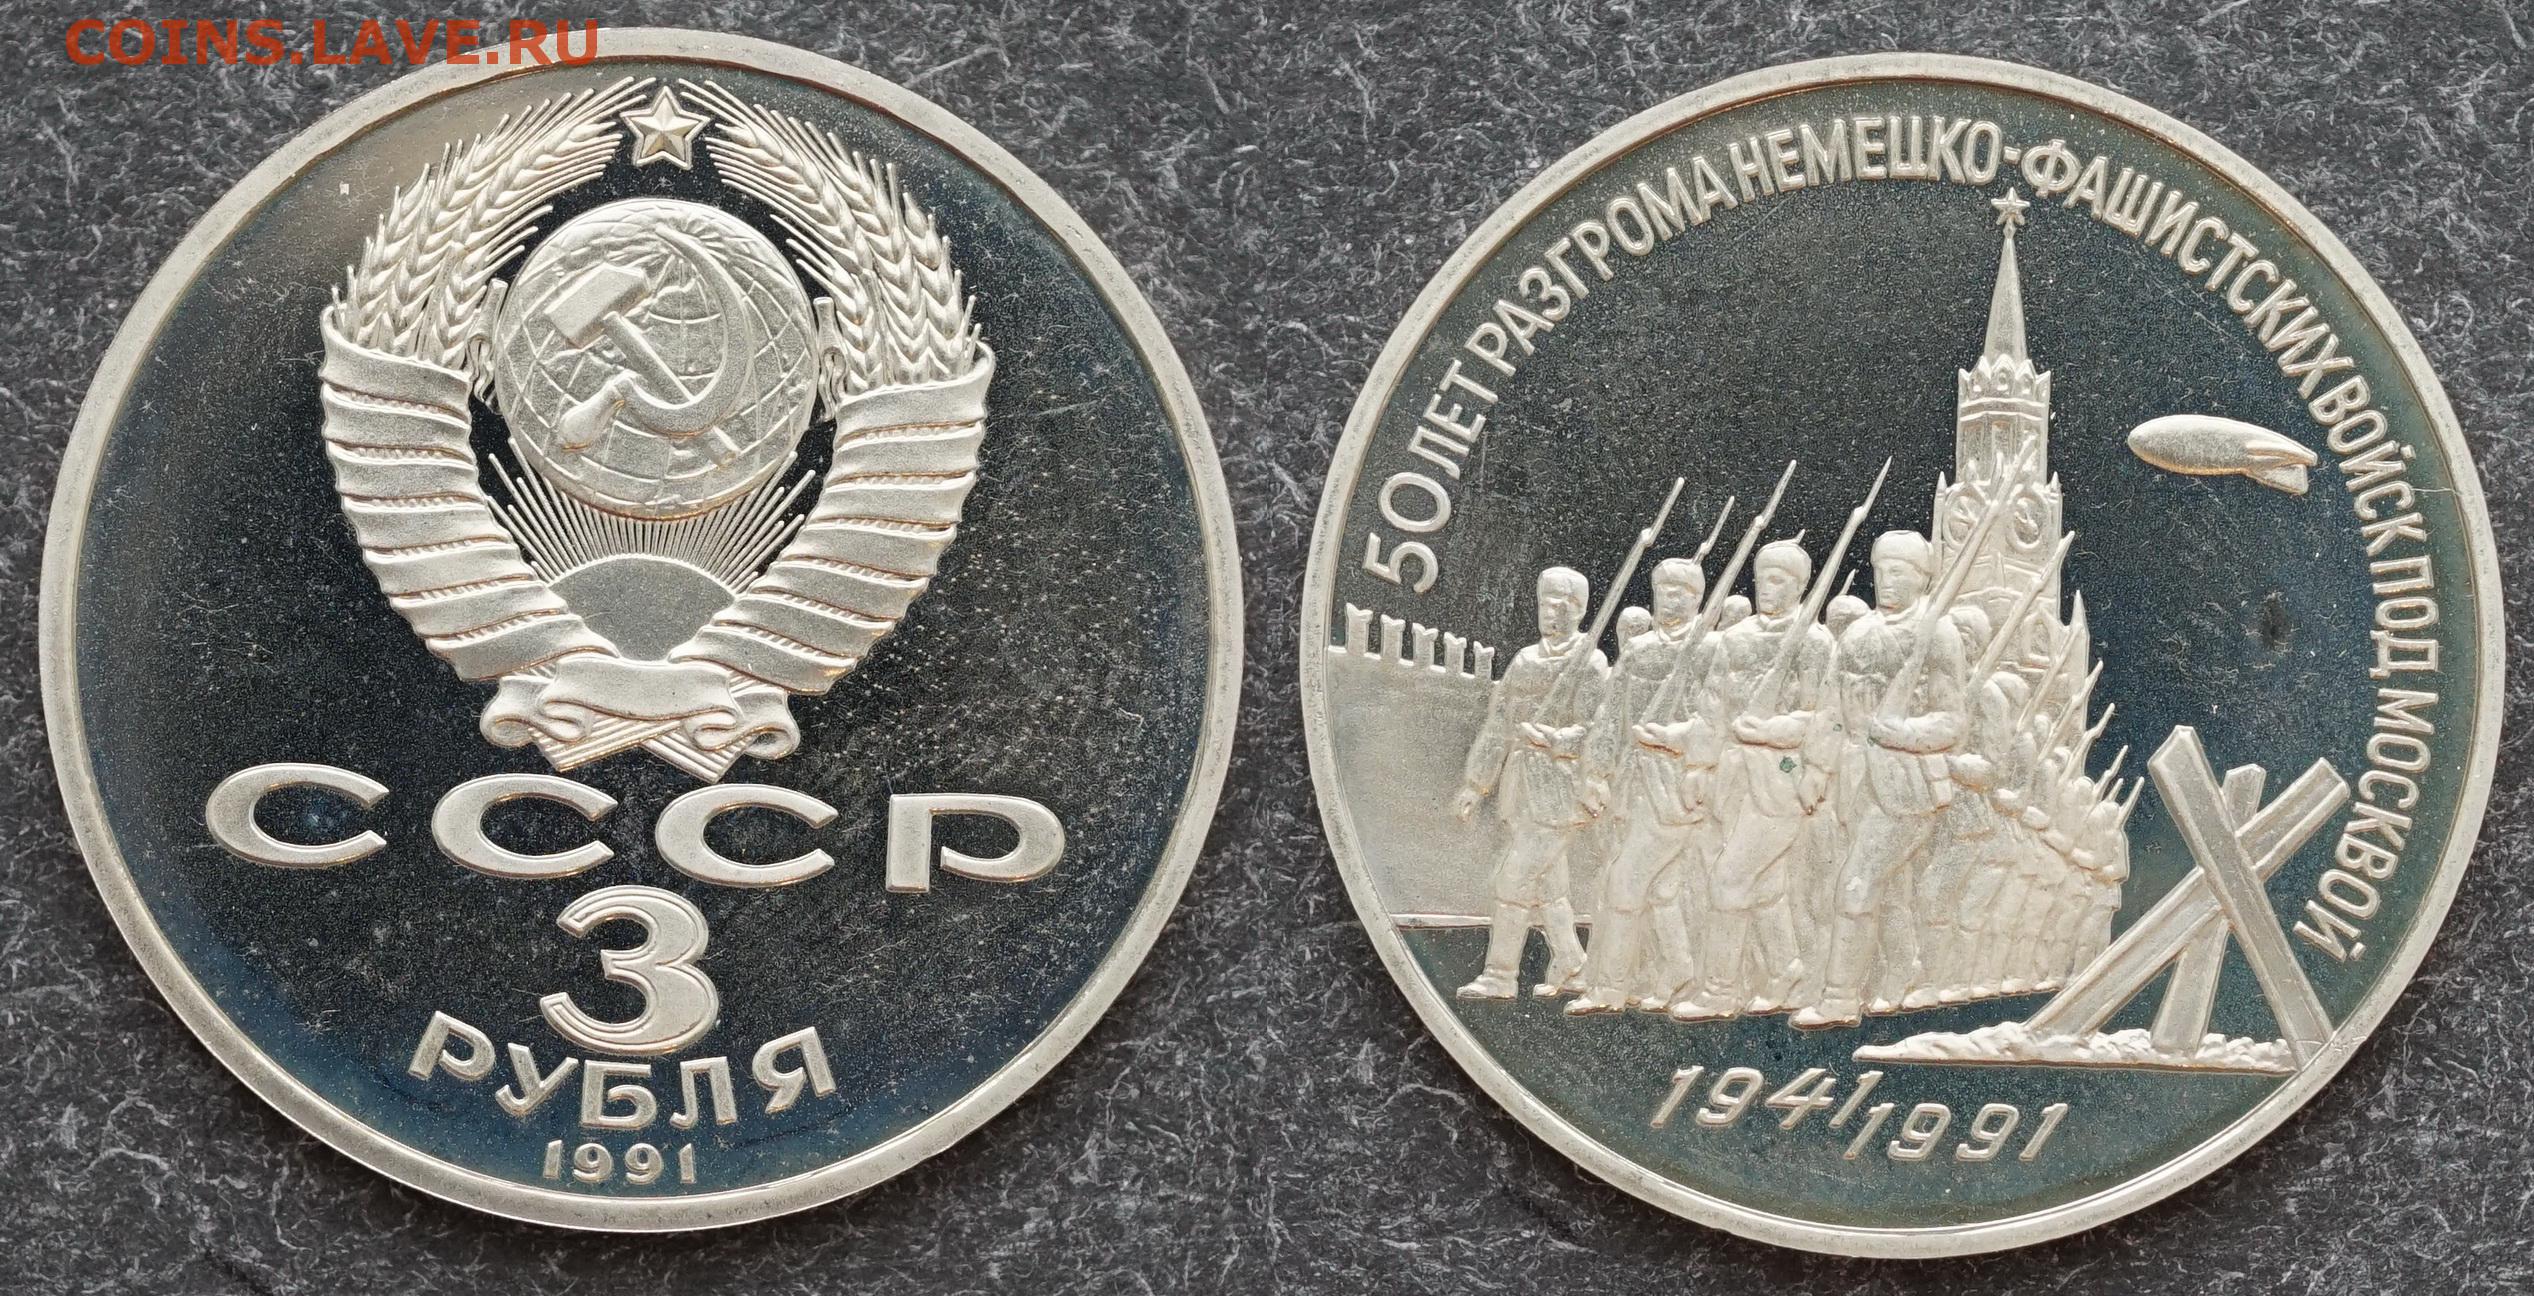 COINS.LAVE.RU
СССР
3
РУБЛЯ
1991
50 ЛЕТ РАЗГРОМА НЕМЕЦКО-ФАШИСТСКИХ ВОЙСК ПОД МОСКВОЙ
1941/1991